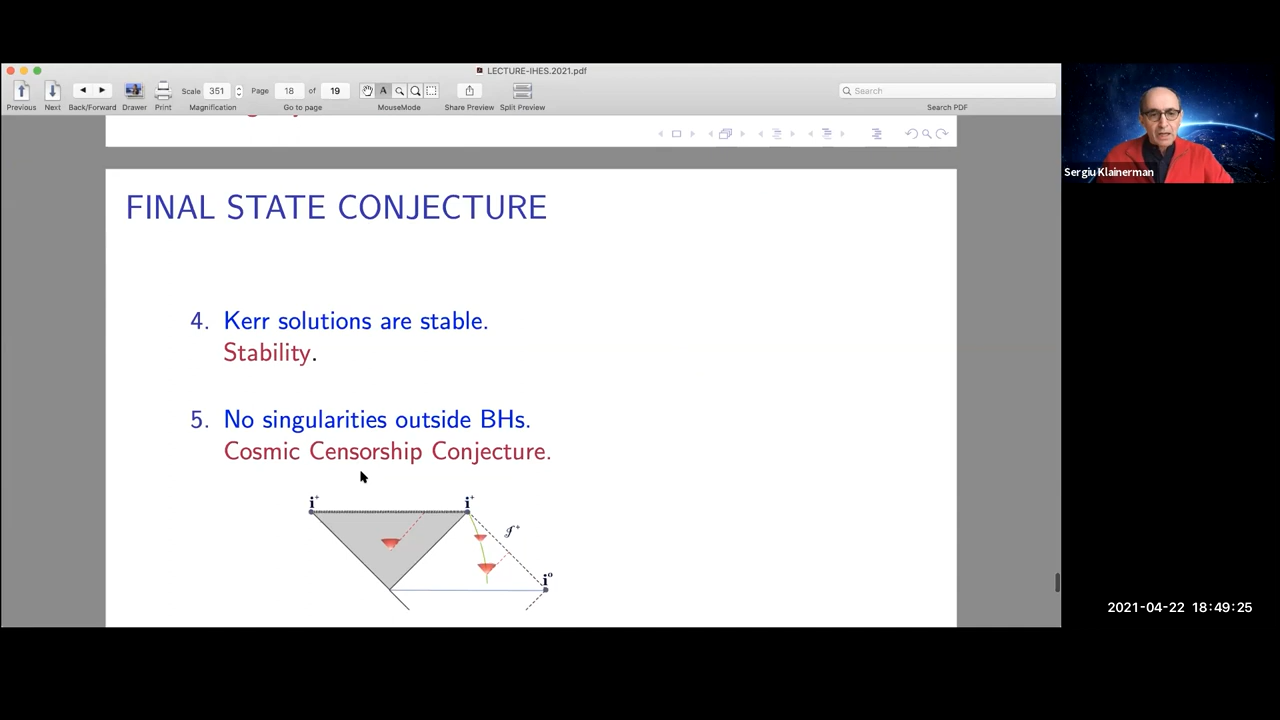 LECTURE-IHES.2021.pdf
Scale 351 Page 18 of 19 A Search
Previous Next Back/Forward Drawer Print Magnification Go to page MouseMode Share Preview Split Preview Search PDF
FINAL STATE CONJECTURE
4. Kerr solutions are stable.
Stability.
5. No singularities outside BHs.
Cosmic Censorship Conjecture.
i⁺ i⁺
𝓘⁺
i⁰
Sergiu Klainerman
2021-04-22 18:49:25